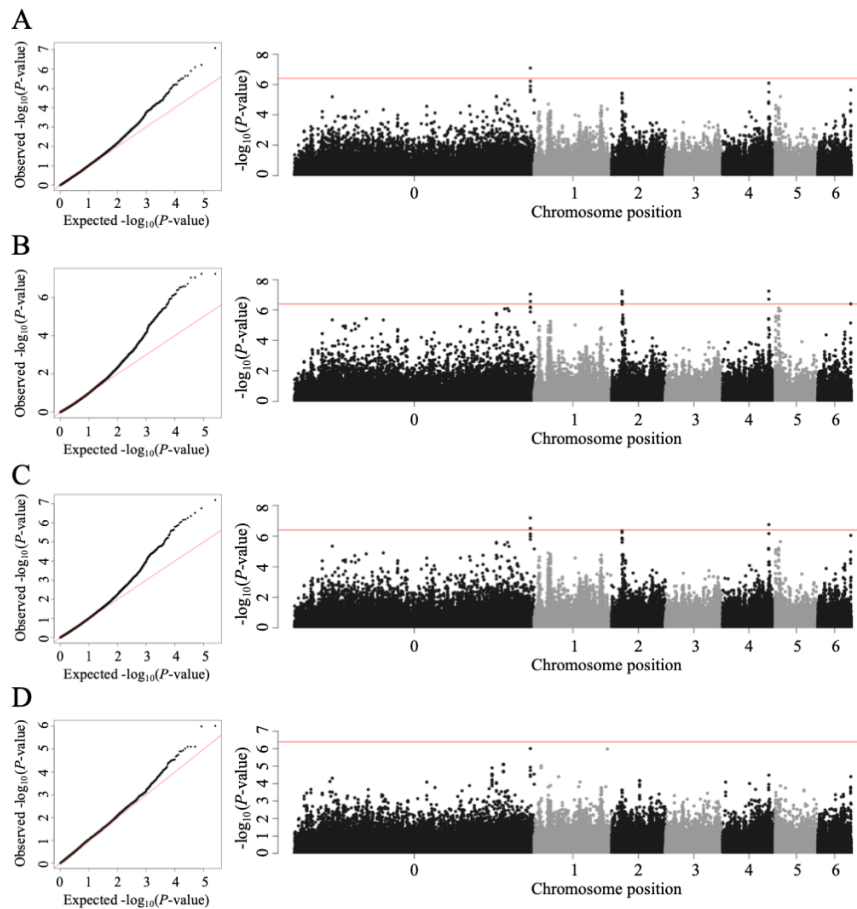 A
Observed -log10(P-value)
0 1 2 3 4 5 6 7
0 1 2 3 4 5
Expected -log10(P-value)
-log10(P-value)
0 2 4 6 8
0 1 2 3 4 5 6
Chromosome position
B
Observed -log10(P-value)
0 2 4 6
0 1 2 3 4 5
Expected -log10(P-value)
-log10(P-value)
0 2 4 6 8
0 1 2 3 4 5 6
Chromosome position
C
Observed -log10(P-value)
0 1 2 3 4 5 6 7
0 1 2 3 4 5
Expected -log10(P-value)
-log10(P-value)
0 2 4 6 8
0 1 2 3 4 5 6
Chromosome position
D
Observed -log10(P-value)
0 1 2 3 4 5 6
0 1 2 3 4 5
Expected -log10(P-value)
-log10(P-value)
0 1 2 3 4 5 6 7
0 1 2 3 4 5 6
Chromosome position